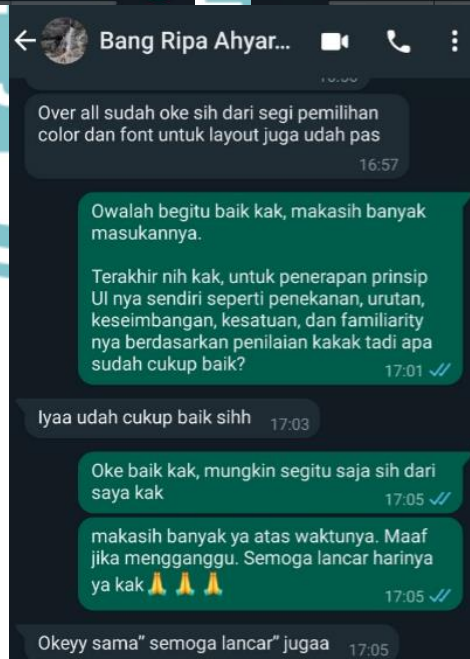 Bang Ripa Ahyar...
Over all sudah oke sih dari segi pemilihan
color dan font untuk layout juga udah pas
16:57
Owalah begitu baik kak, makasih banyak
masukannya.
Terakhir nih kak, untuk penerapan prinsip
UI nya sendiri seperti penekanan, urutan,
keseimbangan, kesatuan, dan familiarity
nya berdasarkan penilaian kakak tadi apa
sudah cukup baik?
17:01
Iyaa udah cukup baik sihh 17:03
Oke baik kak, mungkin segitu saja sih dari
saya kak
17:05
makasih banyak ya atas waktunya. Maaf
jika mengganggu. Semoga lancar harinya
ya kak🙏🙏🙏
17:05
Okeyy sama” semoga lancar” jugaa 17:05